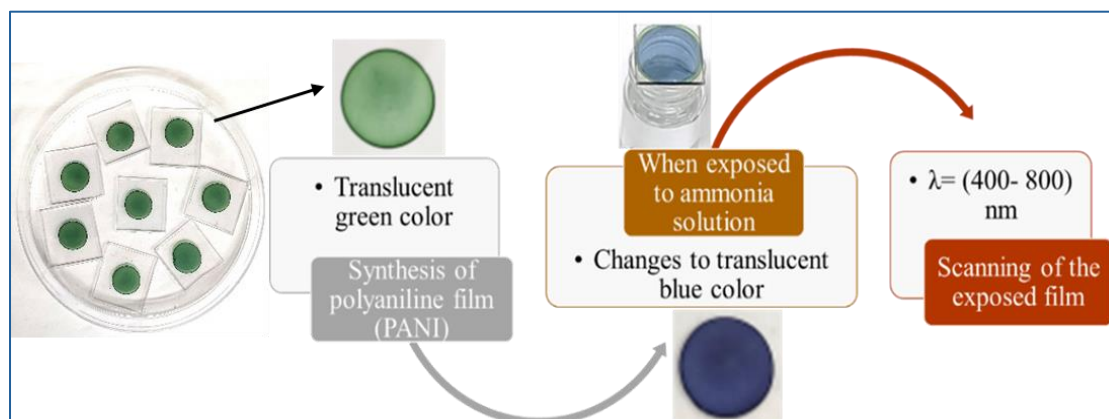 • Translucent
green color
Synthesis of
polyaniline film
(PANI)
When exposed
to ammonia
solution
• Changes to translucent
blue color
• λ= (400- 800)
nm
Scanning of the
exposed film